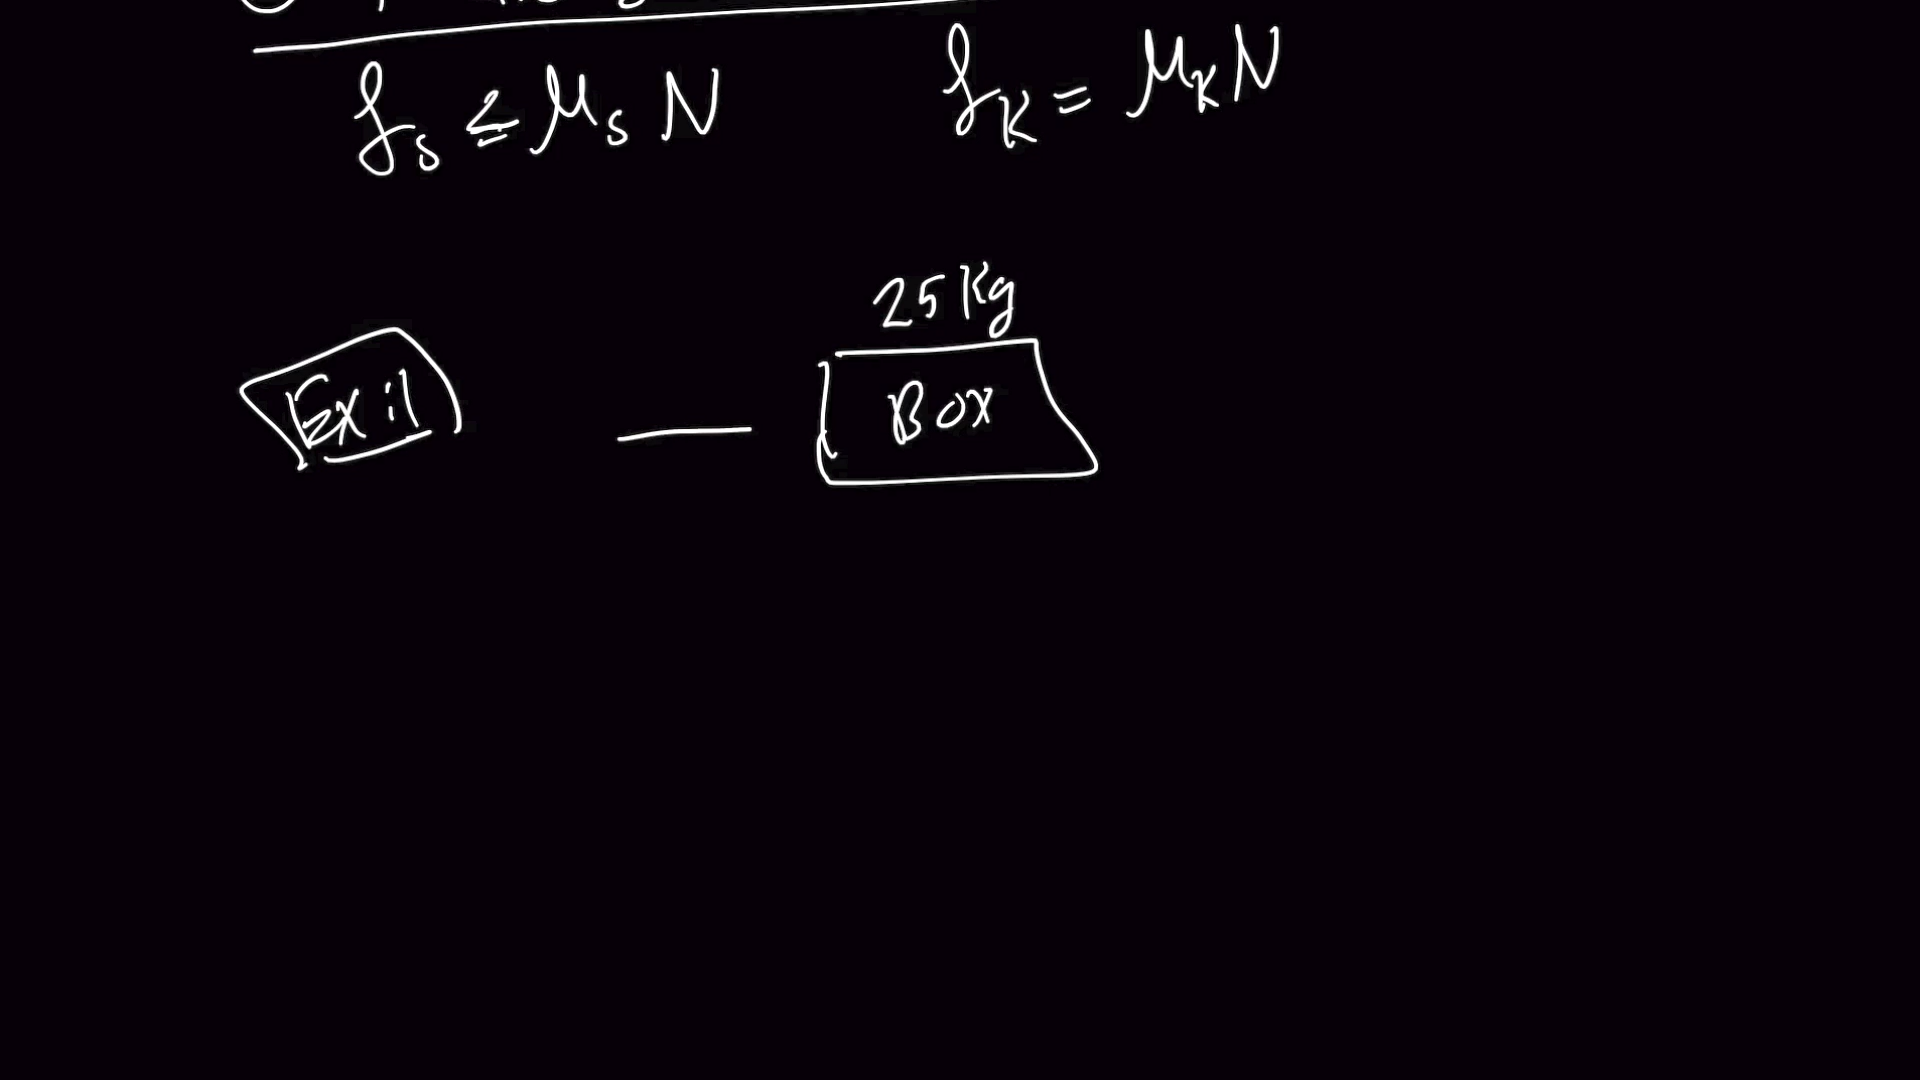 fs ≤ μs N fK = μK N
25 Kg
Ex:1 Box